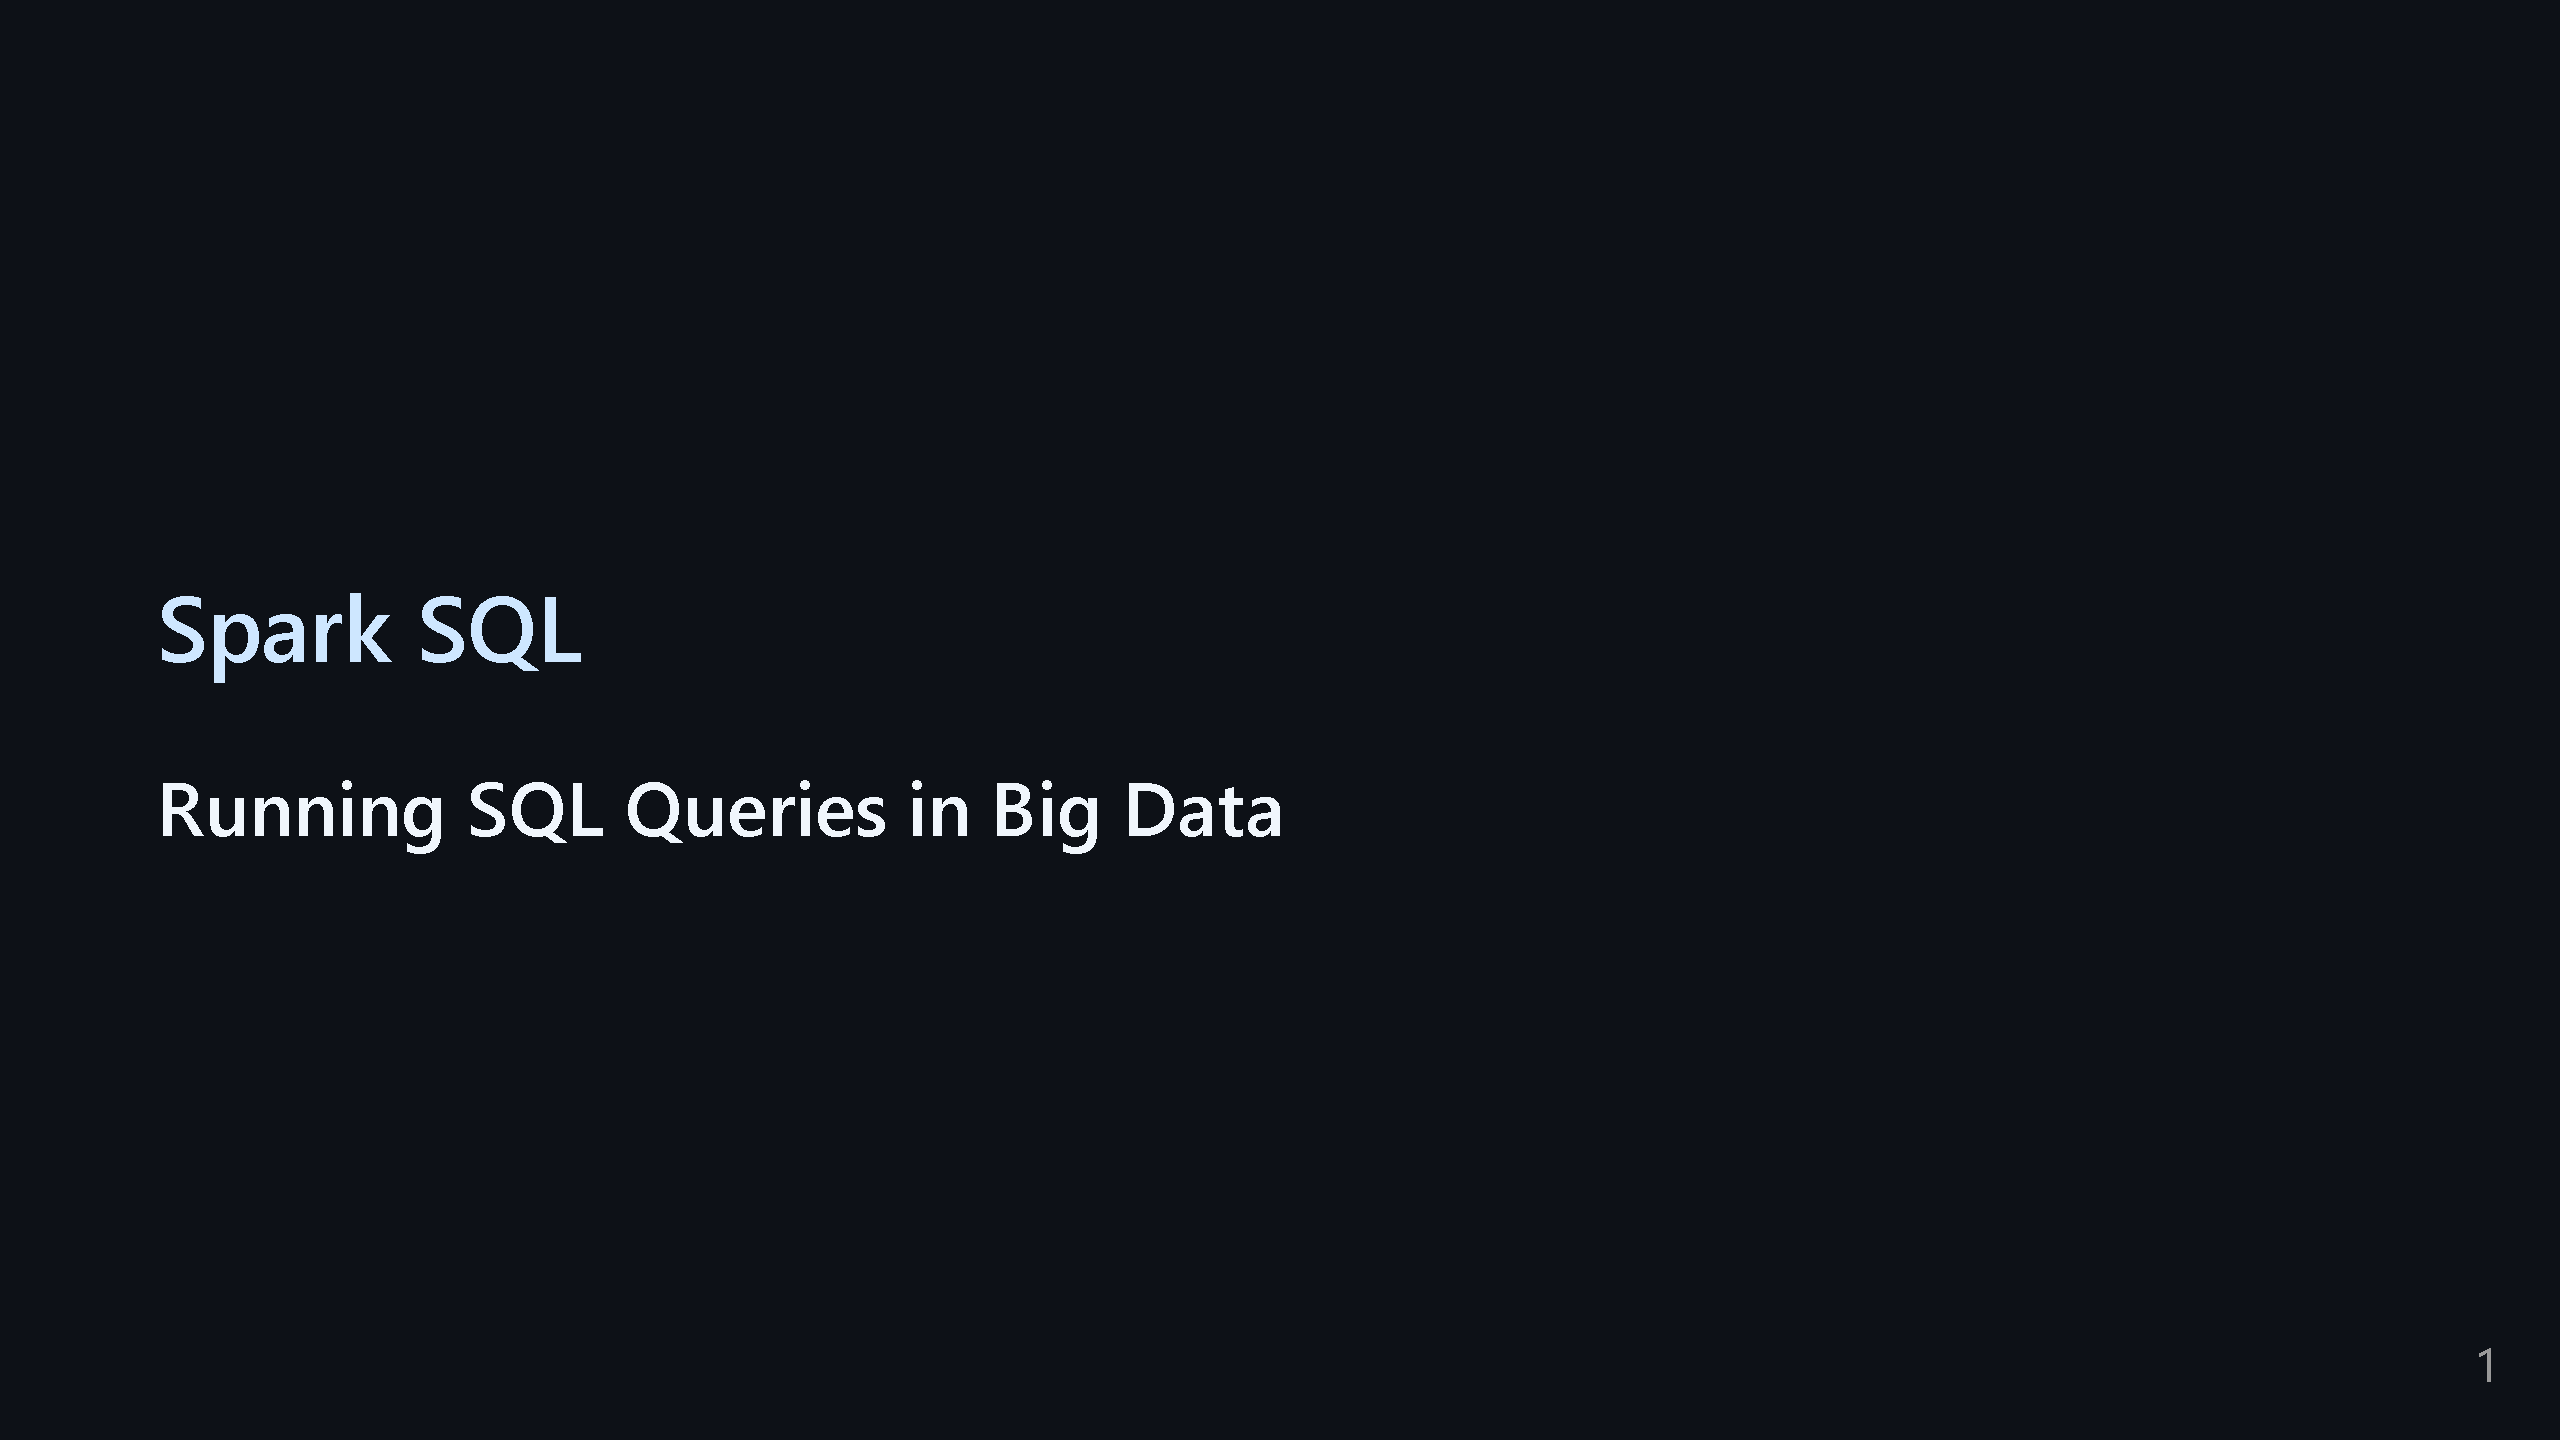 Spark SQL
Running SQL Queries in Big Data
1